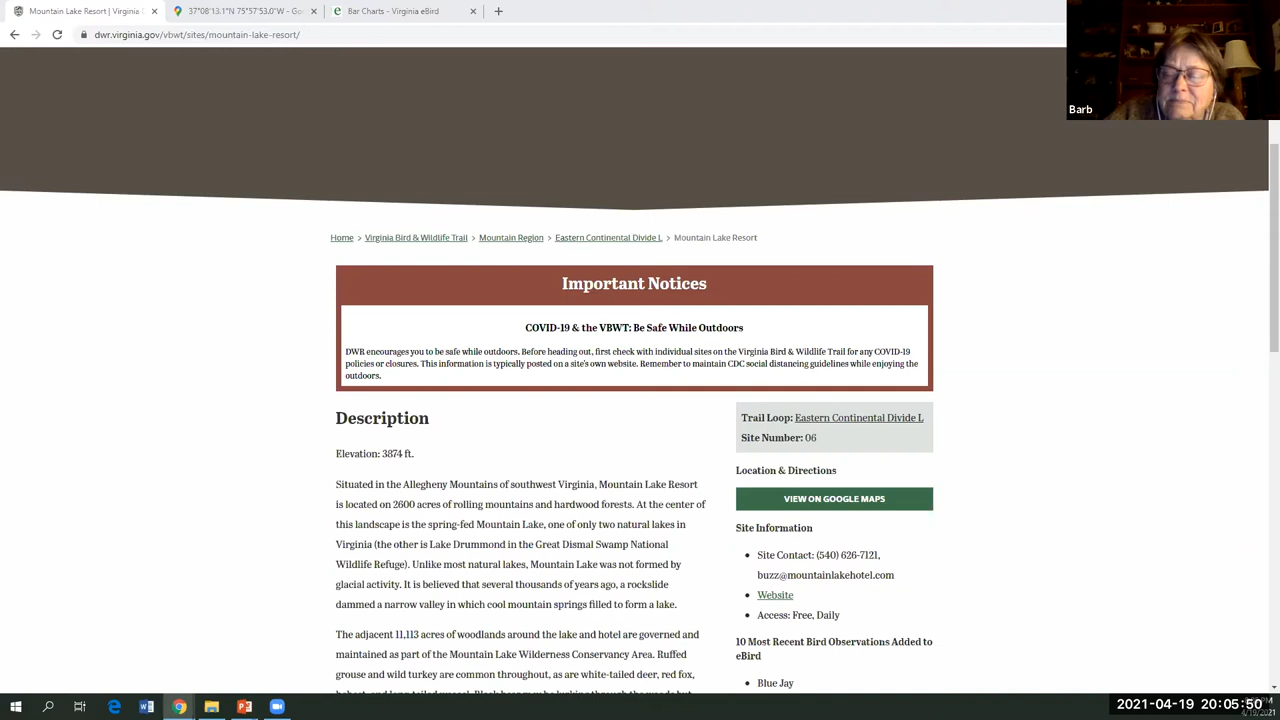 Mountain Lake Resort | Virginia
37°08'13.1"N 75°57'53.0"W - Go
Bar Charts - Virginia eBird
dwr.virginia.gov/vbwt/sites/mountain-lake-resort/
Barb
Home > Virginia Bird & Wildlife Trail > Mountain Region > Eastern Continental Divide L > Mountain Lake Resort
Important Notices
COVID-19 & the VBWT: Be Safe While Outdoors
DWR encourages you to be safe while outdoors. Before heading out, first check with individual sites on the Virginia Bird & Wildlife Trail for any COVID-19
policies or closures. This information is typically posted on a site's own website. Remember to maintain CDC social distancing guidelines while enjoying the
outdoors.
Description
Elevation: 3874 ft.
Situated in the Allegheny Mountains of southwest Virginia, Mountain Lake Resort
is located on 2600 acres of rolling mountains and hardwood forests. At the center of
this landscape is the spring-fed Mountain Lake, one of only two natural lakes in
Virginia (the other is Lake Drummond in the Great Dismal Swamp National
Wildlife Refuge). Unlike most natural lakes, Mountain Lake was not formed by
glacial activity. It is believed that several thousands of years ago, a rockslide
dammed a narrow valley in which cool mountain springs filled to form a lake.
The adjacent 11,113 acres of woodlands around the lake and hotel are governed and
maintained as part of the Mountain Lake Wilderness Conservancy Area. Ruffed
grouse and wild turkey are common throughout, as are white-tailed deer, red fox,
Trail Loop: Eastern Continental Divide L
Site Number: 06
Location & Directions
VIEW ON GOOGLE MAPS
Site Information
Site Contact: (540) 626-7121,
buzz@mountainlakehotel.com
Website
Access: Free, Daily
10 Most Recent Bird Observations Added to
eBird
Blue Jay
2021-04-19 20:05:50
4/19/2021